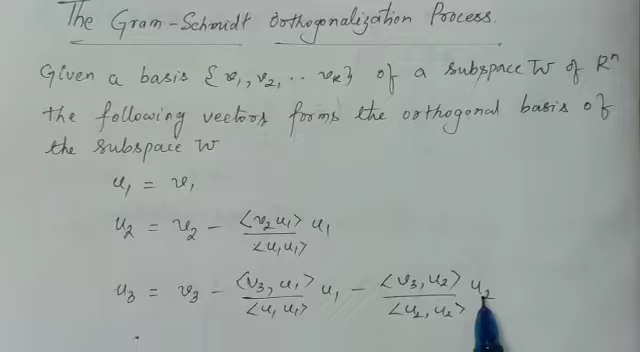 The Gram-Schmidt Orthogonalization Process.
Given a basis {v₁, v₂, .. vₖ} of a subspace W of Rⁿ
the following vectors forms the orthogonal basis of
the subspace W
u₁ = v₁
u₂ = v₂ - <v₂ u₁>/<u₁ u₁> u₁
u₃ = v₃ - <v₃, u₁>/<u₁ u₁> u₁ - <v₃, u₂>/<u₂, u₂> u₂